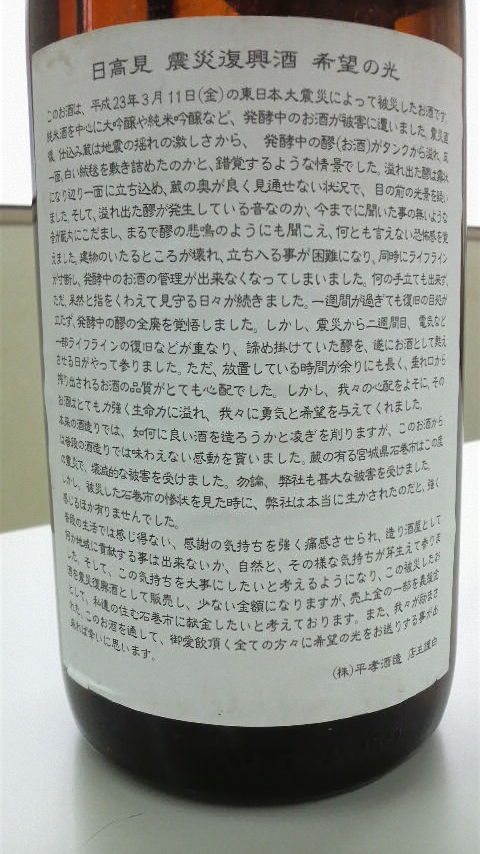 日高見 震災復興酒 希望の光
このお酒は、平成23年3月11日(金)の東日本大震災によって被災したお酒です
純米酒を中心に大吟醸や純米吟醸など、発酵中のお酒が被害に遭いました。震災直
後、仕込み蔵は地震の揺れの激しさから、 発酵中の醪(お酒)がタンクから溢れ、床
一面、白い絨毯を敷き詰めたのかと、錯覚するような情景でした。溢れ出た醪は
になり辺り一面に立ち込め、蔵の奥が良く見通せない状況で、 目の前の光景を疑い
ました。そして、溢れ出た醪が発生している音なのか、今までに聞いた事の無いような
音が蔵内にこだまし、まるで醪の悲鳴のようにも聞こえ、何とも言えない恐怖感を覚
えました。建物のいたるところが壊れ、立ち入る事が困難になり、同時にライフライン
が寸断し、発酵中のお酒の管理が出来なくなってしまいました。何の手立ても出来ず、
ただ、呆然と指をくわえて見守る日々が続きました。一週間が過ぎても復旧の目処が
立たず、発酵中の醪の全廃を覚悟しました。しかし、震災から二週間目、電気など
一部ライフラインの復旧などが重なり、諦め掛けていた醪を、遂にお酒として教え
させる日がやって参りました。ただ、放置している時間が余りにも長く、垂れ口から
搾り出されるお酒の品質がとても心配でした。しかし、我々の心配をよそに、その
お酒はとても力強く生命力に溢れ、我々に勇気と希望を与えてくれました。
本来の酒造りでは、如何に良い酒を造ろうかと凌ぎを削りますが、このお酒から
は普段の酒造りでは味わえない感動を貰いました。蔵の有る宮城県石巻市はこの度
の震災で、壊滅的な被害を受けました。勿論、弊社も甚大な被害を受けました。
しかし、被災した石巻市の惨状を見た時に、弊社は本当に生かされたのだと、強く
感じるほか有りませんでした。
普段の生活では感じ得ない、感謝の気持ちを強く痛感させられ、造り酒屋として
何か地域に貢献する事は出来ないか、自然と、その様な気持ちが芽生えて参りま
した。そして、この気持ちを大事にしたいと考えるようになり、この被災したお
酒を震災復興酒として販売し、少ない金額になりますが、売上金の一部を義援金
として、私達の住む石巻市に献金したいと考えております。また、我々が励まさ
れた、このお酒を通して、御愛飲頂く全ての方々に希望の光をお送りする事が出
来れば幸いに思います。
(株)平孝酒造 店主謹白